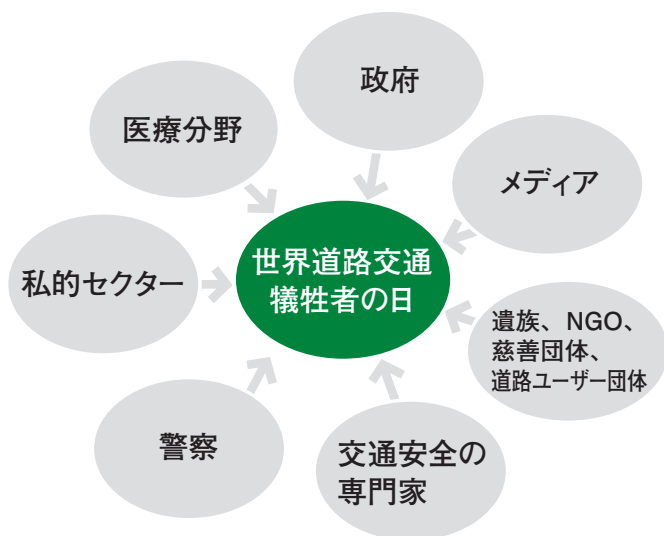 政府
医療分野
メディア
世界道路交通
犠牲者の日
私的セクター
遺族、NGO、
慈善団体、
道路ユーザー団体
警察
交通安全の
専門家